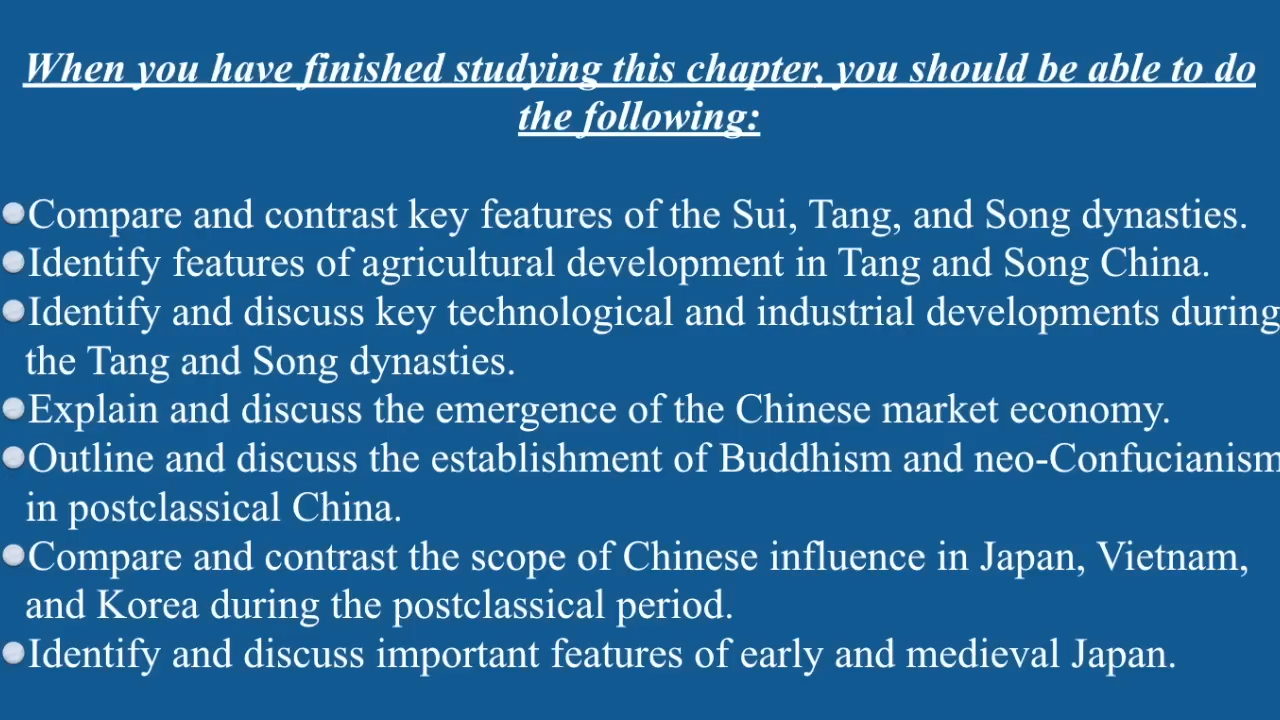 When you have finished studying this chapter, you should be able to do
the following:
●Compare and contrast key features of the Sui, Tang, and Song dynasties.
●Identify features of agricultural development in Tang and Song China.
●Identify and discuss key technological and industrial developments during
the Tang and Song dynasties.
●Explain and discuss the emergence of the Chinese market economy.
●Outline and discuss the establishment of Buddhism and neo-Confucianism
in postclassical China.
●Compare and contrast the scope of Chinese influence in Japan, Vietnam,
and Korea during the postclassical period.
●Identify and discuss important features of early and medieval Japan.